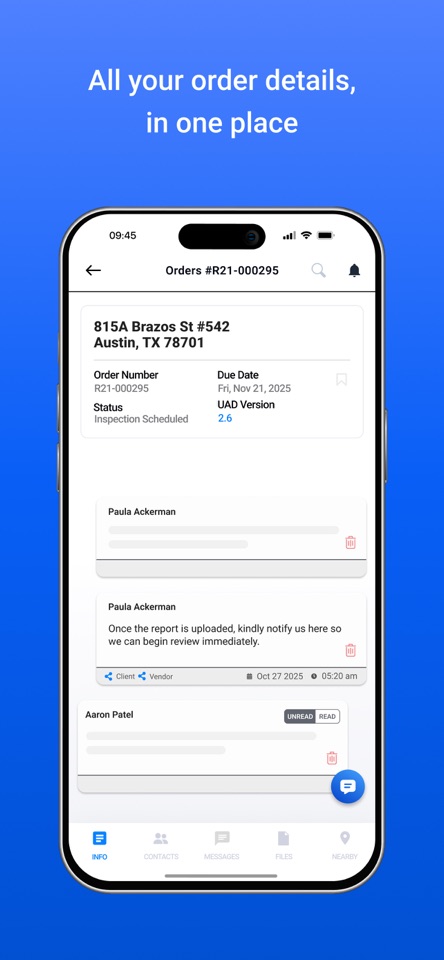 All your order details,
in one place
09:45
Orders #R21-000295
815A Brazos St #542
Austin, TX 78701
Order Number
R21-000295
Due Date
Fri, Nov 21, 2025
Status
Inspection Scheduled
UAD Version
2.6
Paula Ackerman
Paula Ackerman
Once the report is uploaded, kindly notify us here so
we can begin review immediately.
Client Vendor Oct 27 2025 05:20 am
Aaron Patel
UNREAD READ
INFO CONTACTS MESSAGES FILES NEARBY